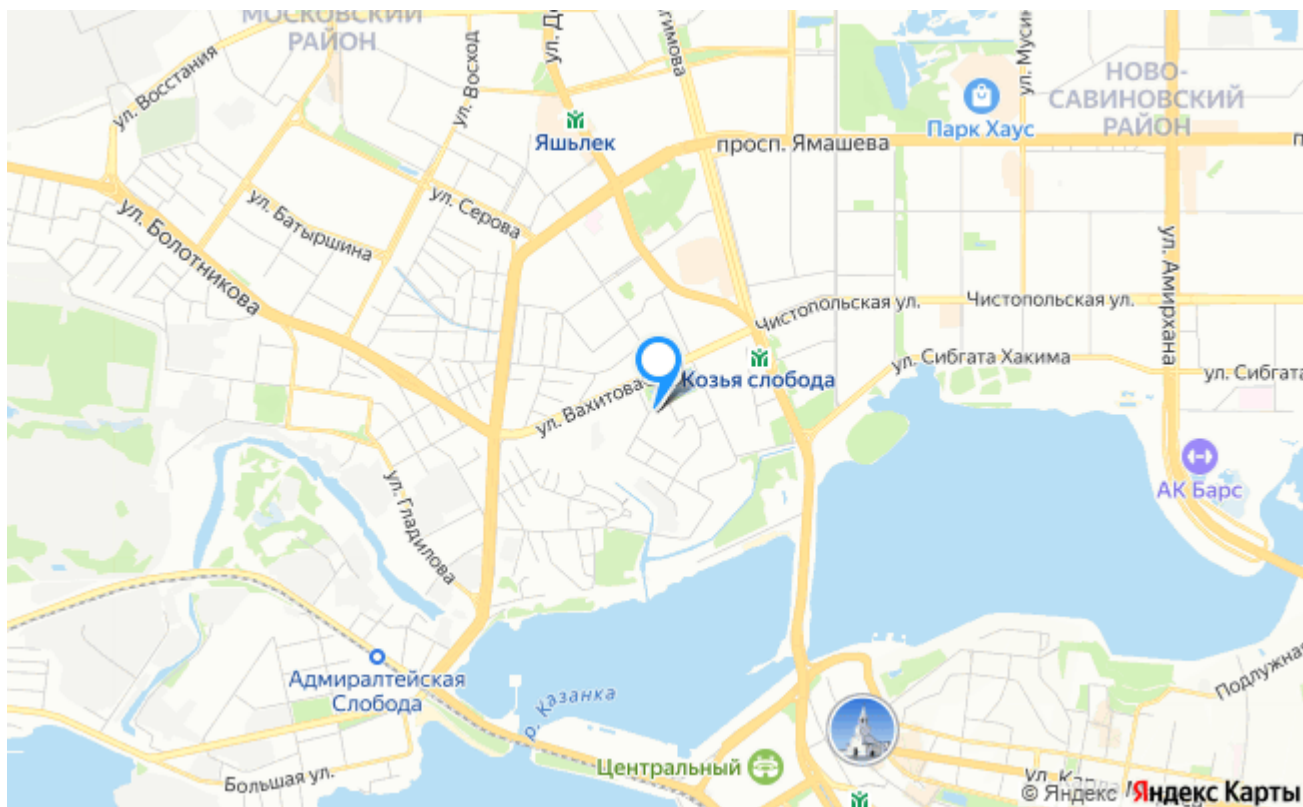 МОСКОВСКИЙ
РАЙОН
ул. Восстания
ул. Восход
Яшьлек
ул. Мусина
НОВО-
САВИНОВСКИЙ
РАЙОН
Парк Хаус
просп. Ямашева
ул. Серова
ул. Батыршина
ул. Болотникова
Чистопольская ул.
Чистопольская ул.
ул. Амирхана
ул. Сибгата Хакима
ул. Сибгата
Козья слобода
ул. Вахитова
АК Барс
ул. Гладилова
Адмиралтейская
Слобода
р. Казанка
Подлужная
Центральный
Большая ул.
© Яндекс Яндекс Карты